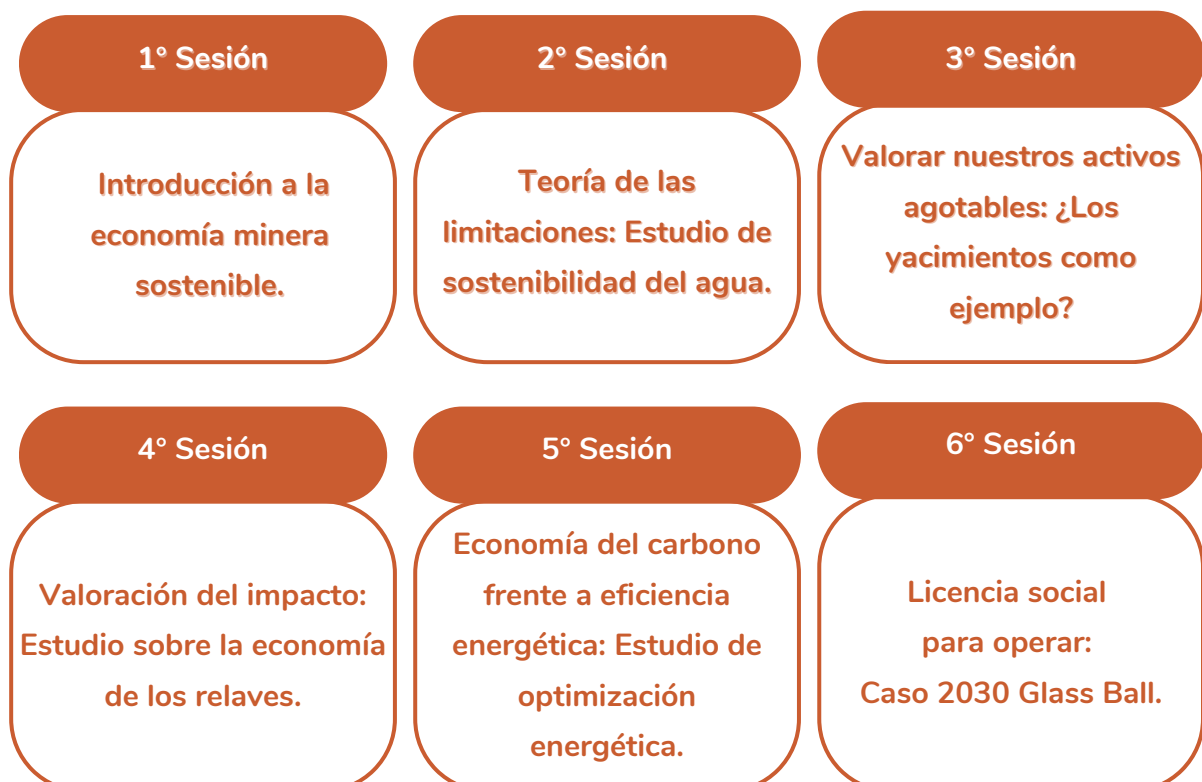 1° Sesión
Introducción a la
economía minera
sostenible.
2° Sesión
Teoría de las
limitaciones: Estudio de
sostenibilidad del agua.
3° Sesión
Valorar nuestros activos
agotables: ¿Los
yacimientos como
ejemplo?
4° Sesión
Valoración del impacto:
Estudio sobre la economía
de los relaves.
5° Sesión
Economía del carbono
frente a eficiencia
energética: Estudio de
optimización
energética.
6° Sesión
Licencia social
para operar:
Caso 2030 Glass Ball.